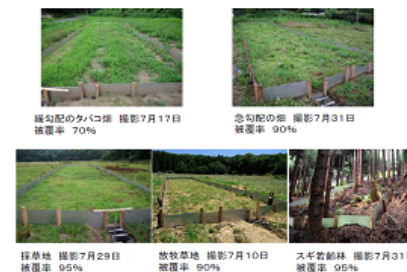 緩勾配のタバコ畑　撮影7月17日
被覆率　70%
急勾配の畑　撮影7月31日
被覆率　90%
採草地　撮影7月29日
被覆率　95%
放牧草地　撮影7月10日
被覆率　90%
スギ若齢林　撮影7月31
被覆率　95%